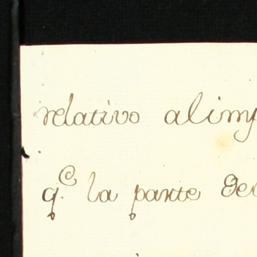 relativo alimp
q.e la parte de